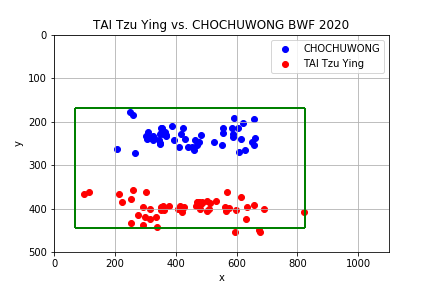 TAI Tzu Ying vs. CHOCHUWONG BWF 2020
CHOCHUWONG
TAI Tzu Ying
0
100
200
300
400
500
y
0 200 400 600 800 1000
x